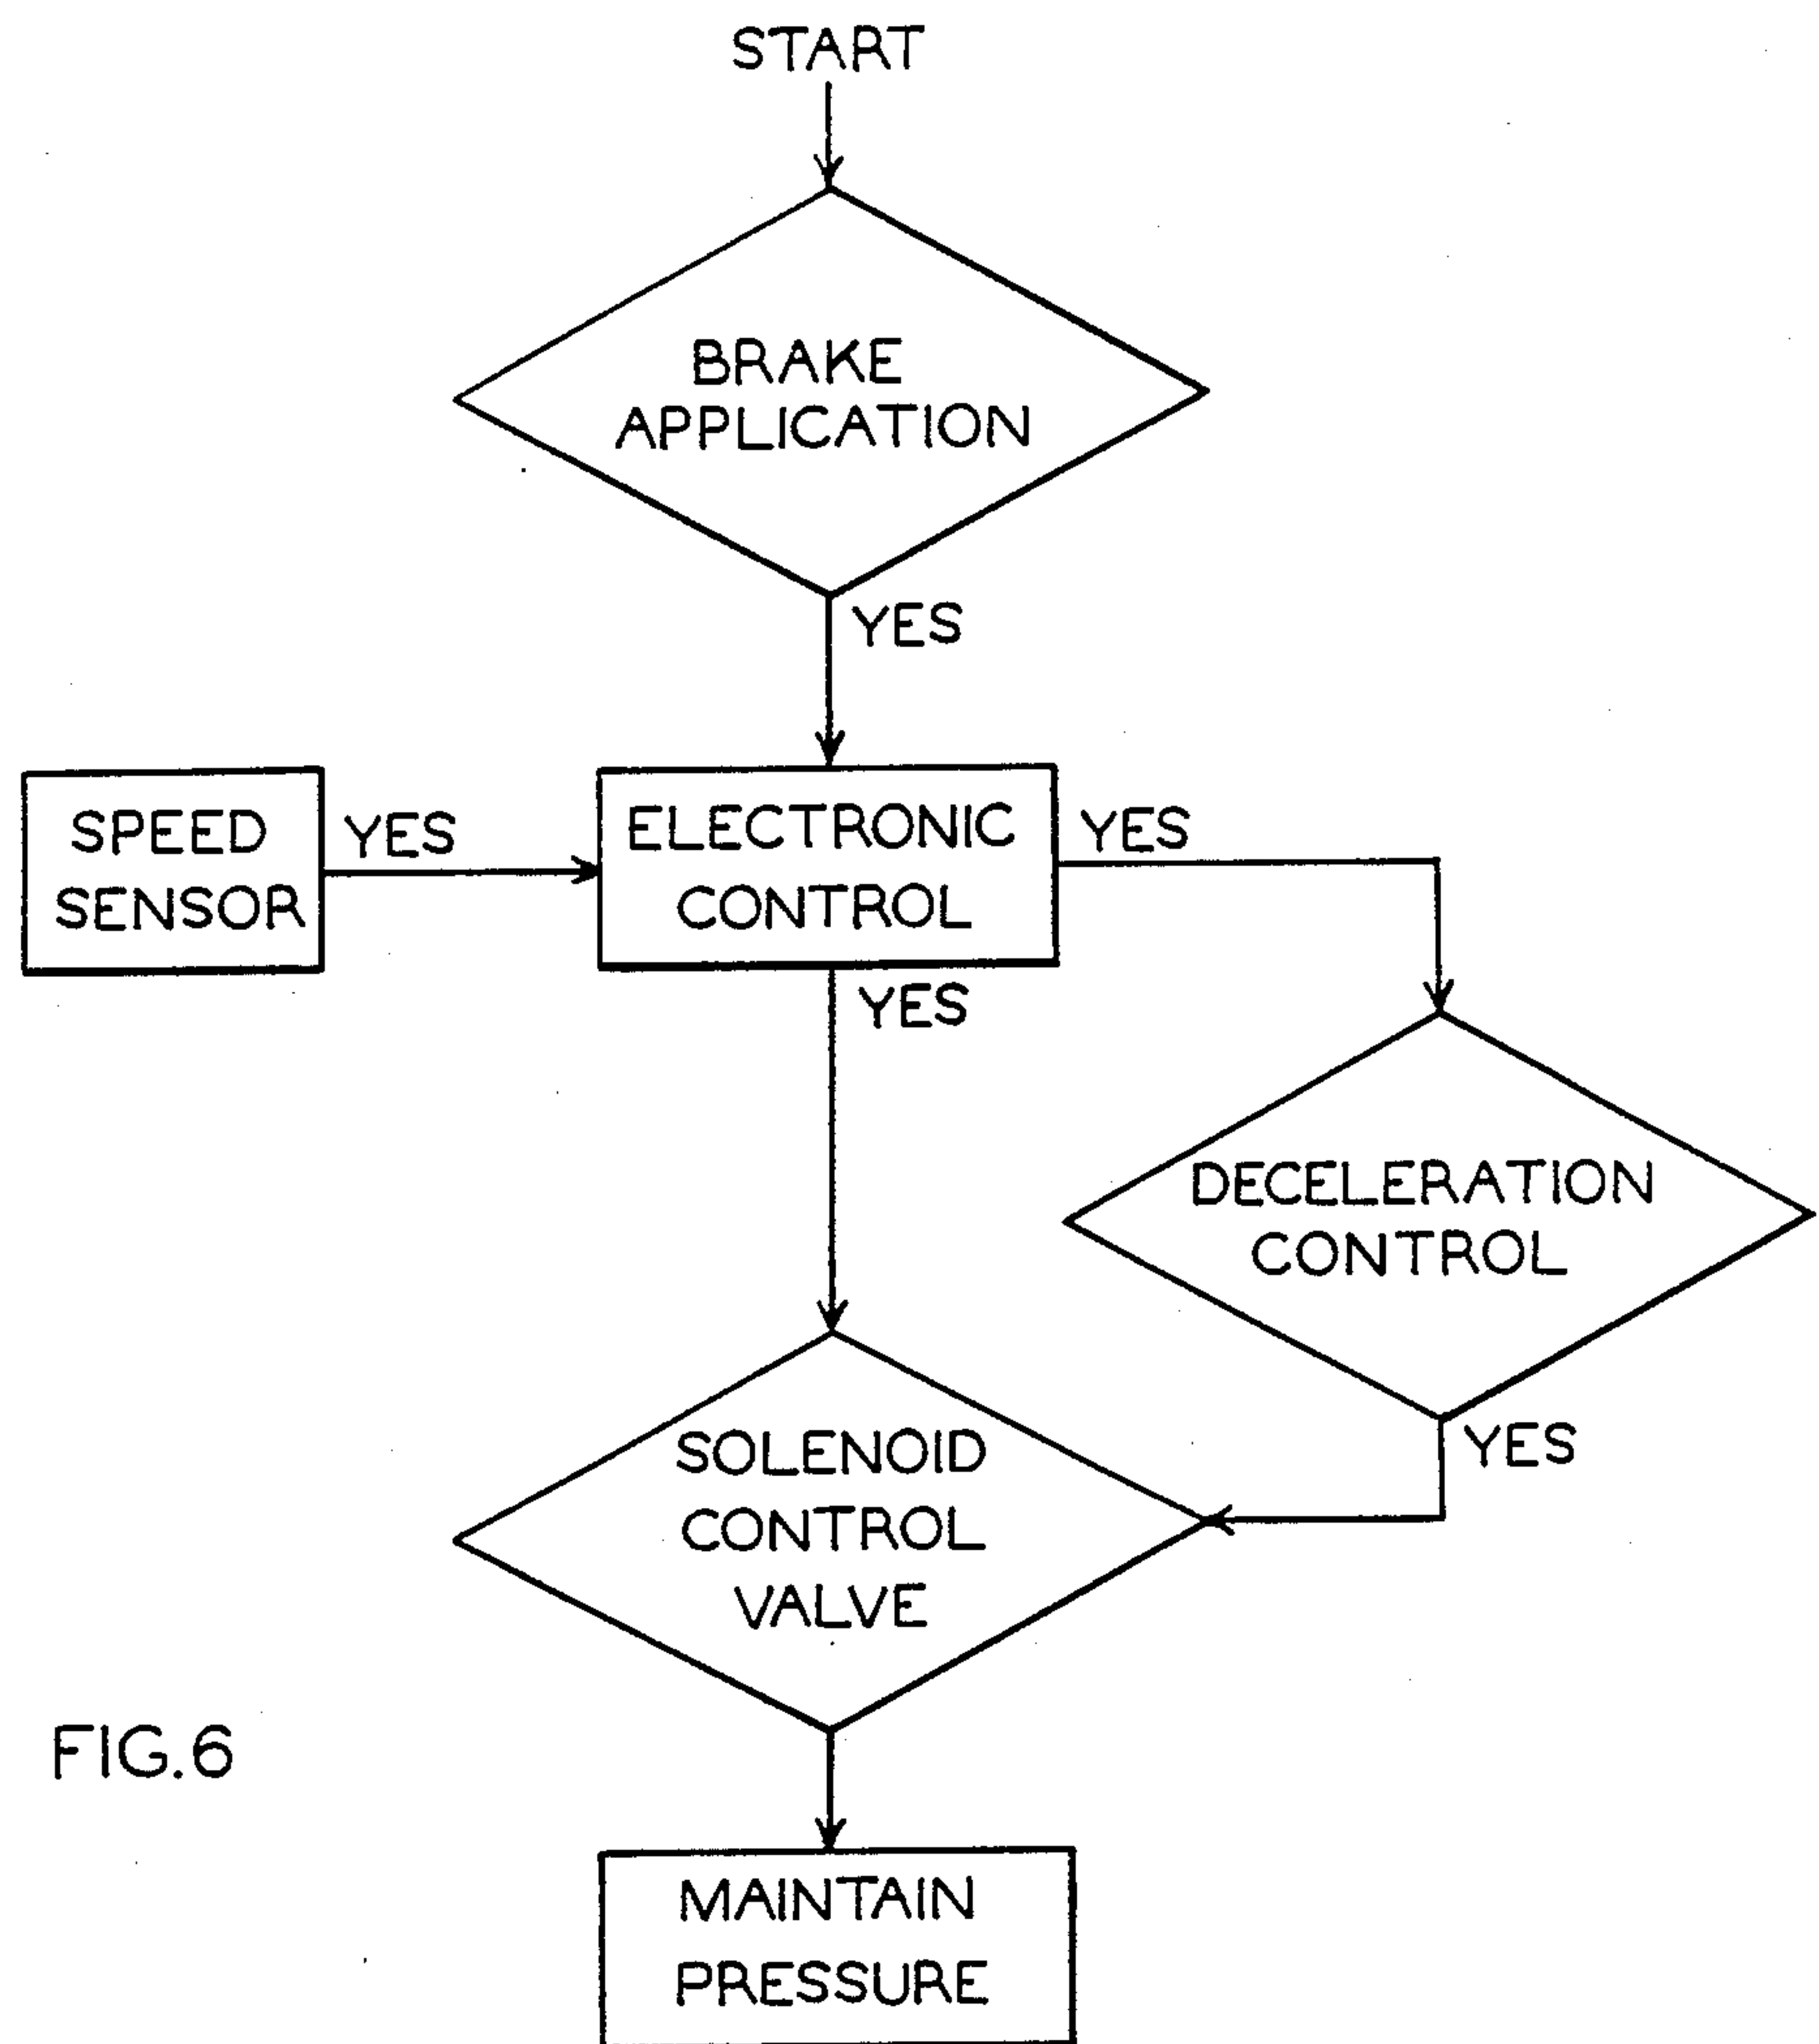 START
BRAKE
APPLICATION
YES
SPEED
SENSOR
YES
ELECTRONIC
CONTROL
YES
YES
DECELERATION
CONTROL
YES
SOLENOID
CONTROL
VALVE
FIG.6
MAINTAIN
PRESSURE